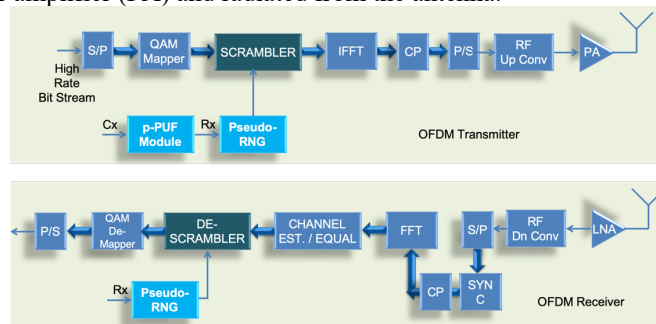 amplifier (PA) and radiated from the antenna.
S/P
QAM
Mapper
SCRAMBLER
IFFT
CP
P/S
RF
Up Conv
PA
High
Rate
Bit Stream
Cx
p-PUF
Module
Rx
Pseudo-
RNG
OFDM Transmitter
P/S
QAM
De-
Mapper
DE-
SCRAMBLER
CHANNEL
EST. / EQUAL
FFT
S/P
RF
Dn Conv
LNA
CP
SYN
C
Rx
Pseudo-
RNG
OFDM Receiver